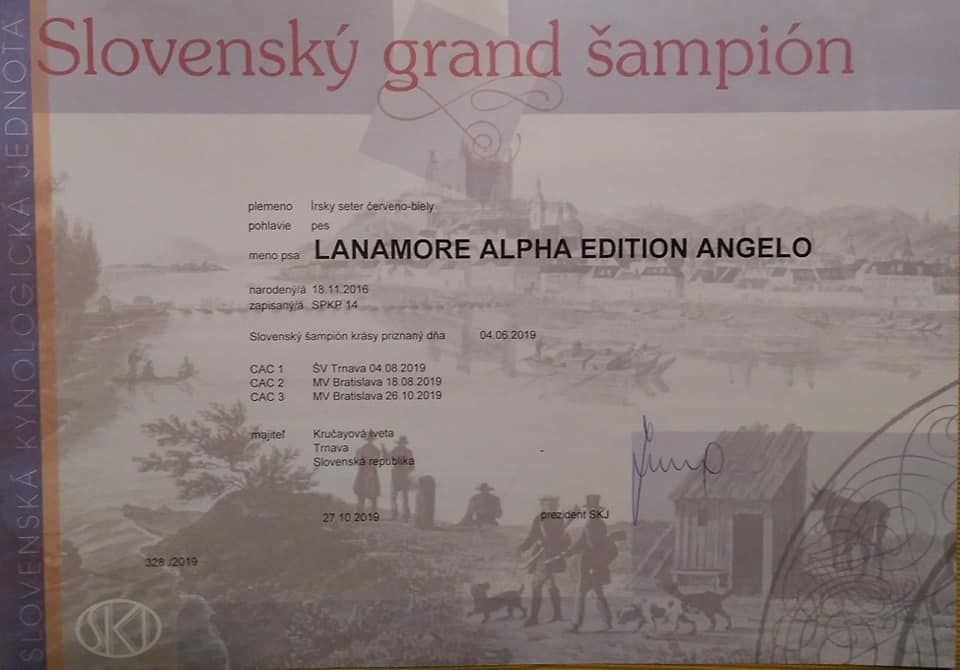 Slovenský grand šampión
SLOVENSKÁ KYNOLOGICKÁ JEDNOTA
plemeno Írsky seter červeno-biely
pohlavie pes
meno psa LANAMORE ALPHA EDITION ANGELO
narodený/á 18.11.2016
zapísaný/á SPKP 14
Slovenský šampión krásy priznaný dňa 04.06.2019
CAC 1 ŠV Trnava 04.08.2019
CAC 2 MV Bratislava 18.08.2019
CAC 3 MV Bratislava 26.10.2019
majiteľ Kručayová Iveta
Trnava
Slovenská republika
27.10.2019
prezident SKJ
328 /2019
SKJ